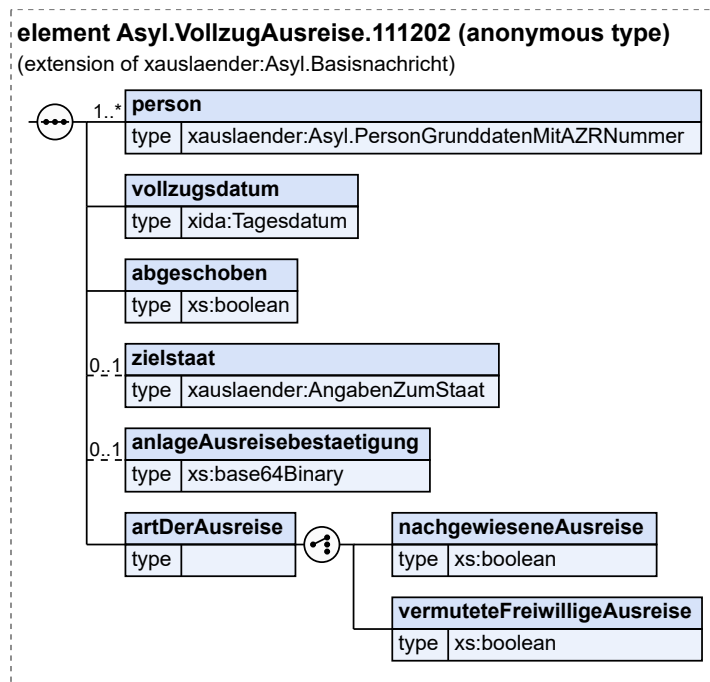 element Asyl.VollzugAusreise.111202 (anonymous type)
(extension of xauslaender:Asyl.Basisnachricht)
1..*
person
type xauslaender:Asyl.PersonGrunddatenMitAZRNummer
vollzugsdatum
type xida:Tagesdatum
abgeschoben
type xs:boolean
0..1
zielstaat
type xauslaender:AngabenZumStaat
0..1
anlageAusreisebestaetigung
type xs:base64Binary
artDerAusreise
type
nachgewieseneAusreise
type xs:boolean
vermuteteFreiwilligeAusreise
type xs:boolean